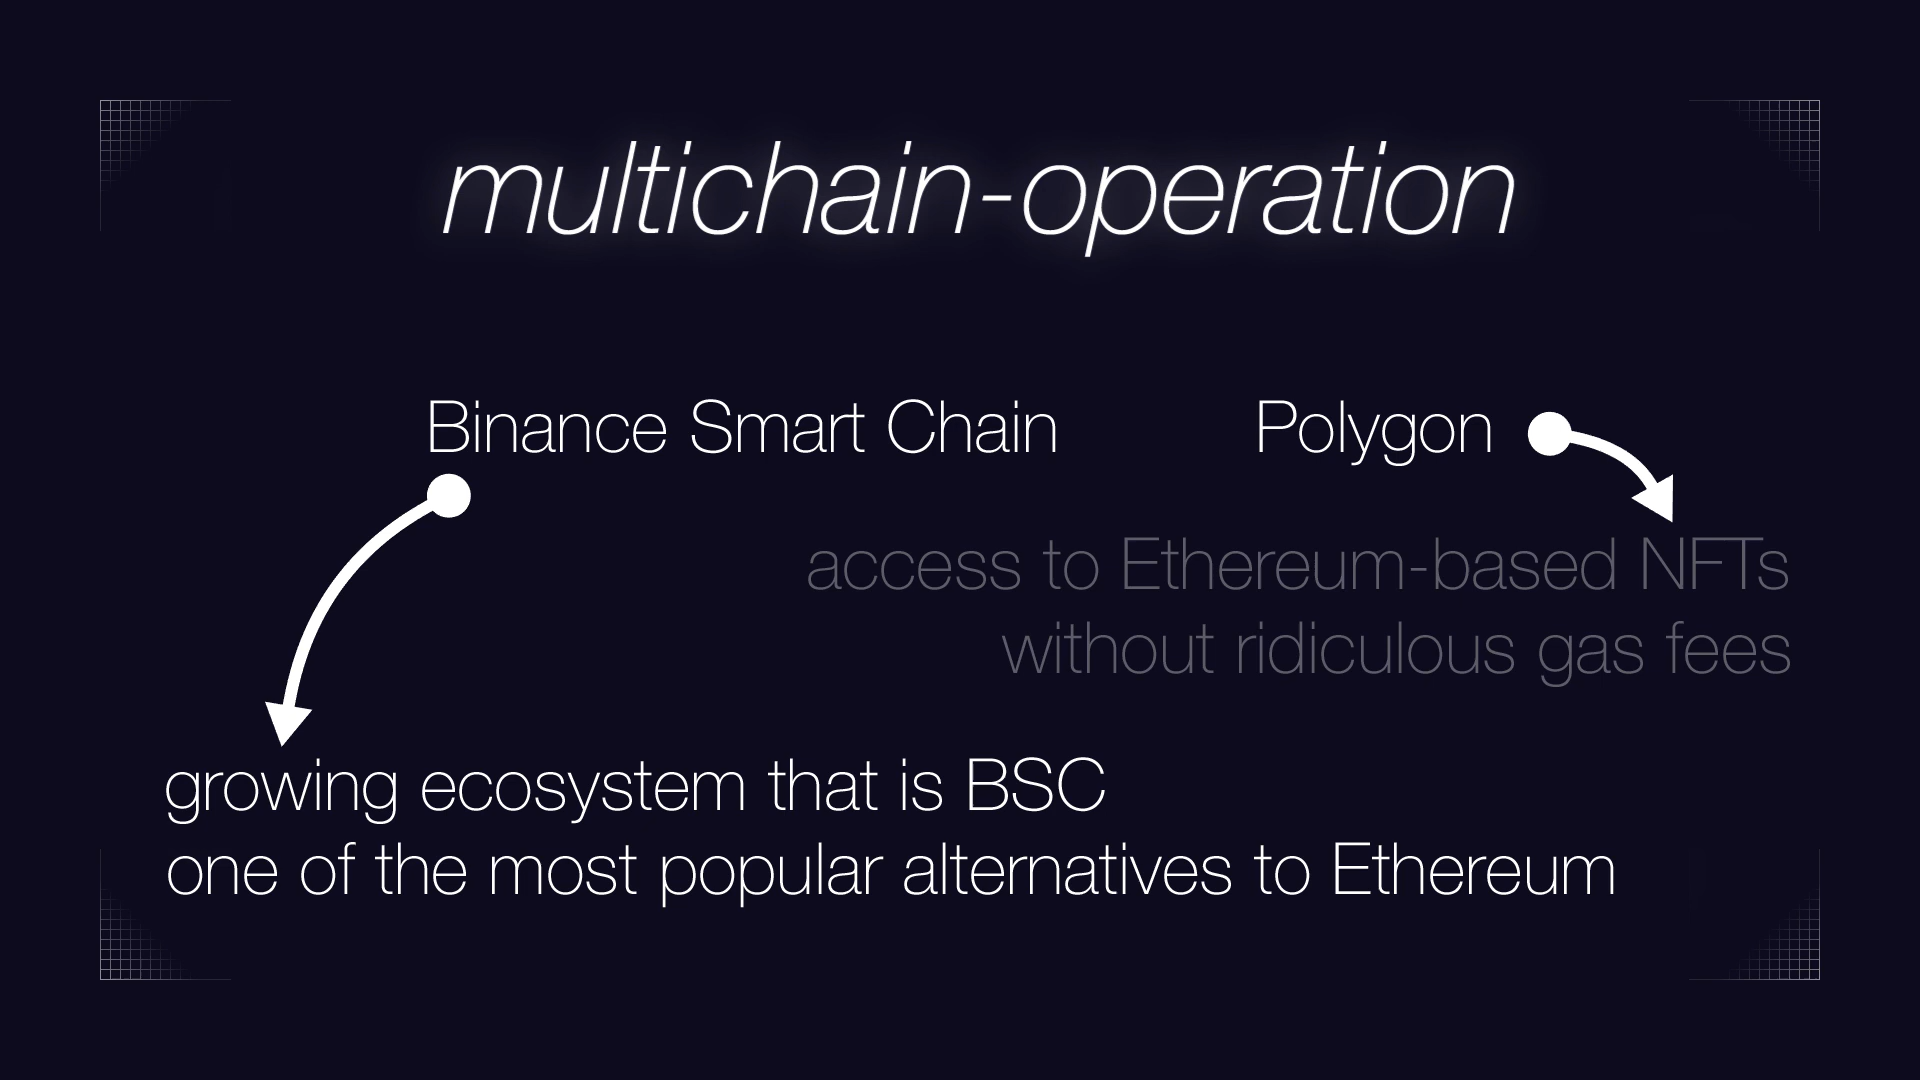 multichain-operation
Binance Smart Chain
Polygon
access to Ethereum-based NFTs
without ridiculous gas fees
growing ecosystem that is BSC
one of the most popular alternatives to Ethereum